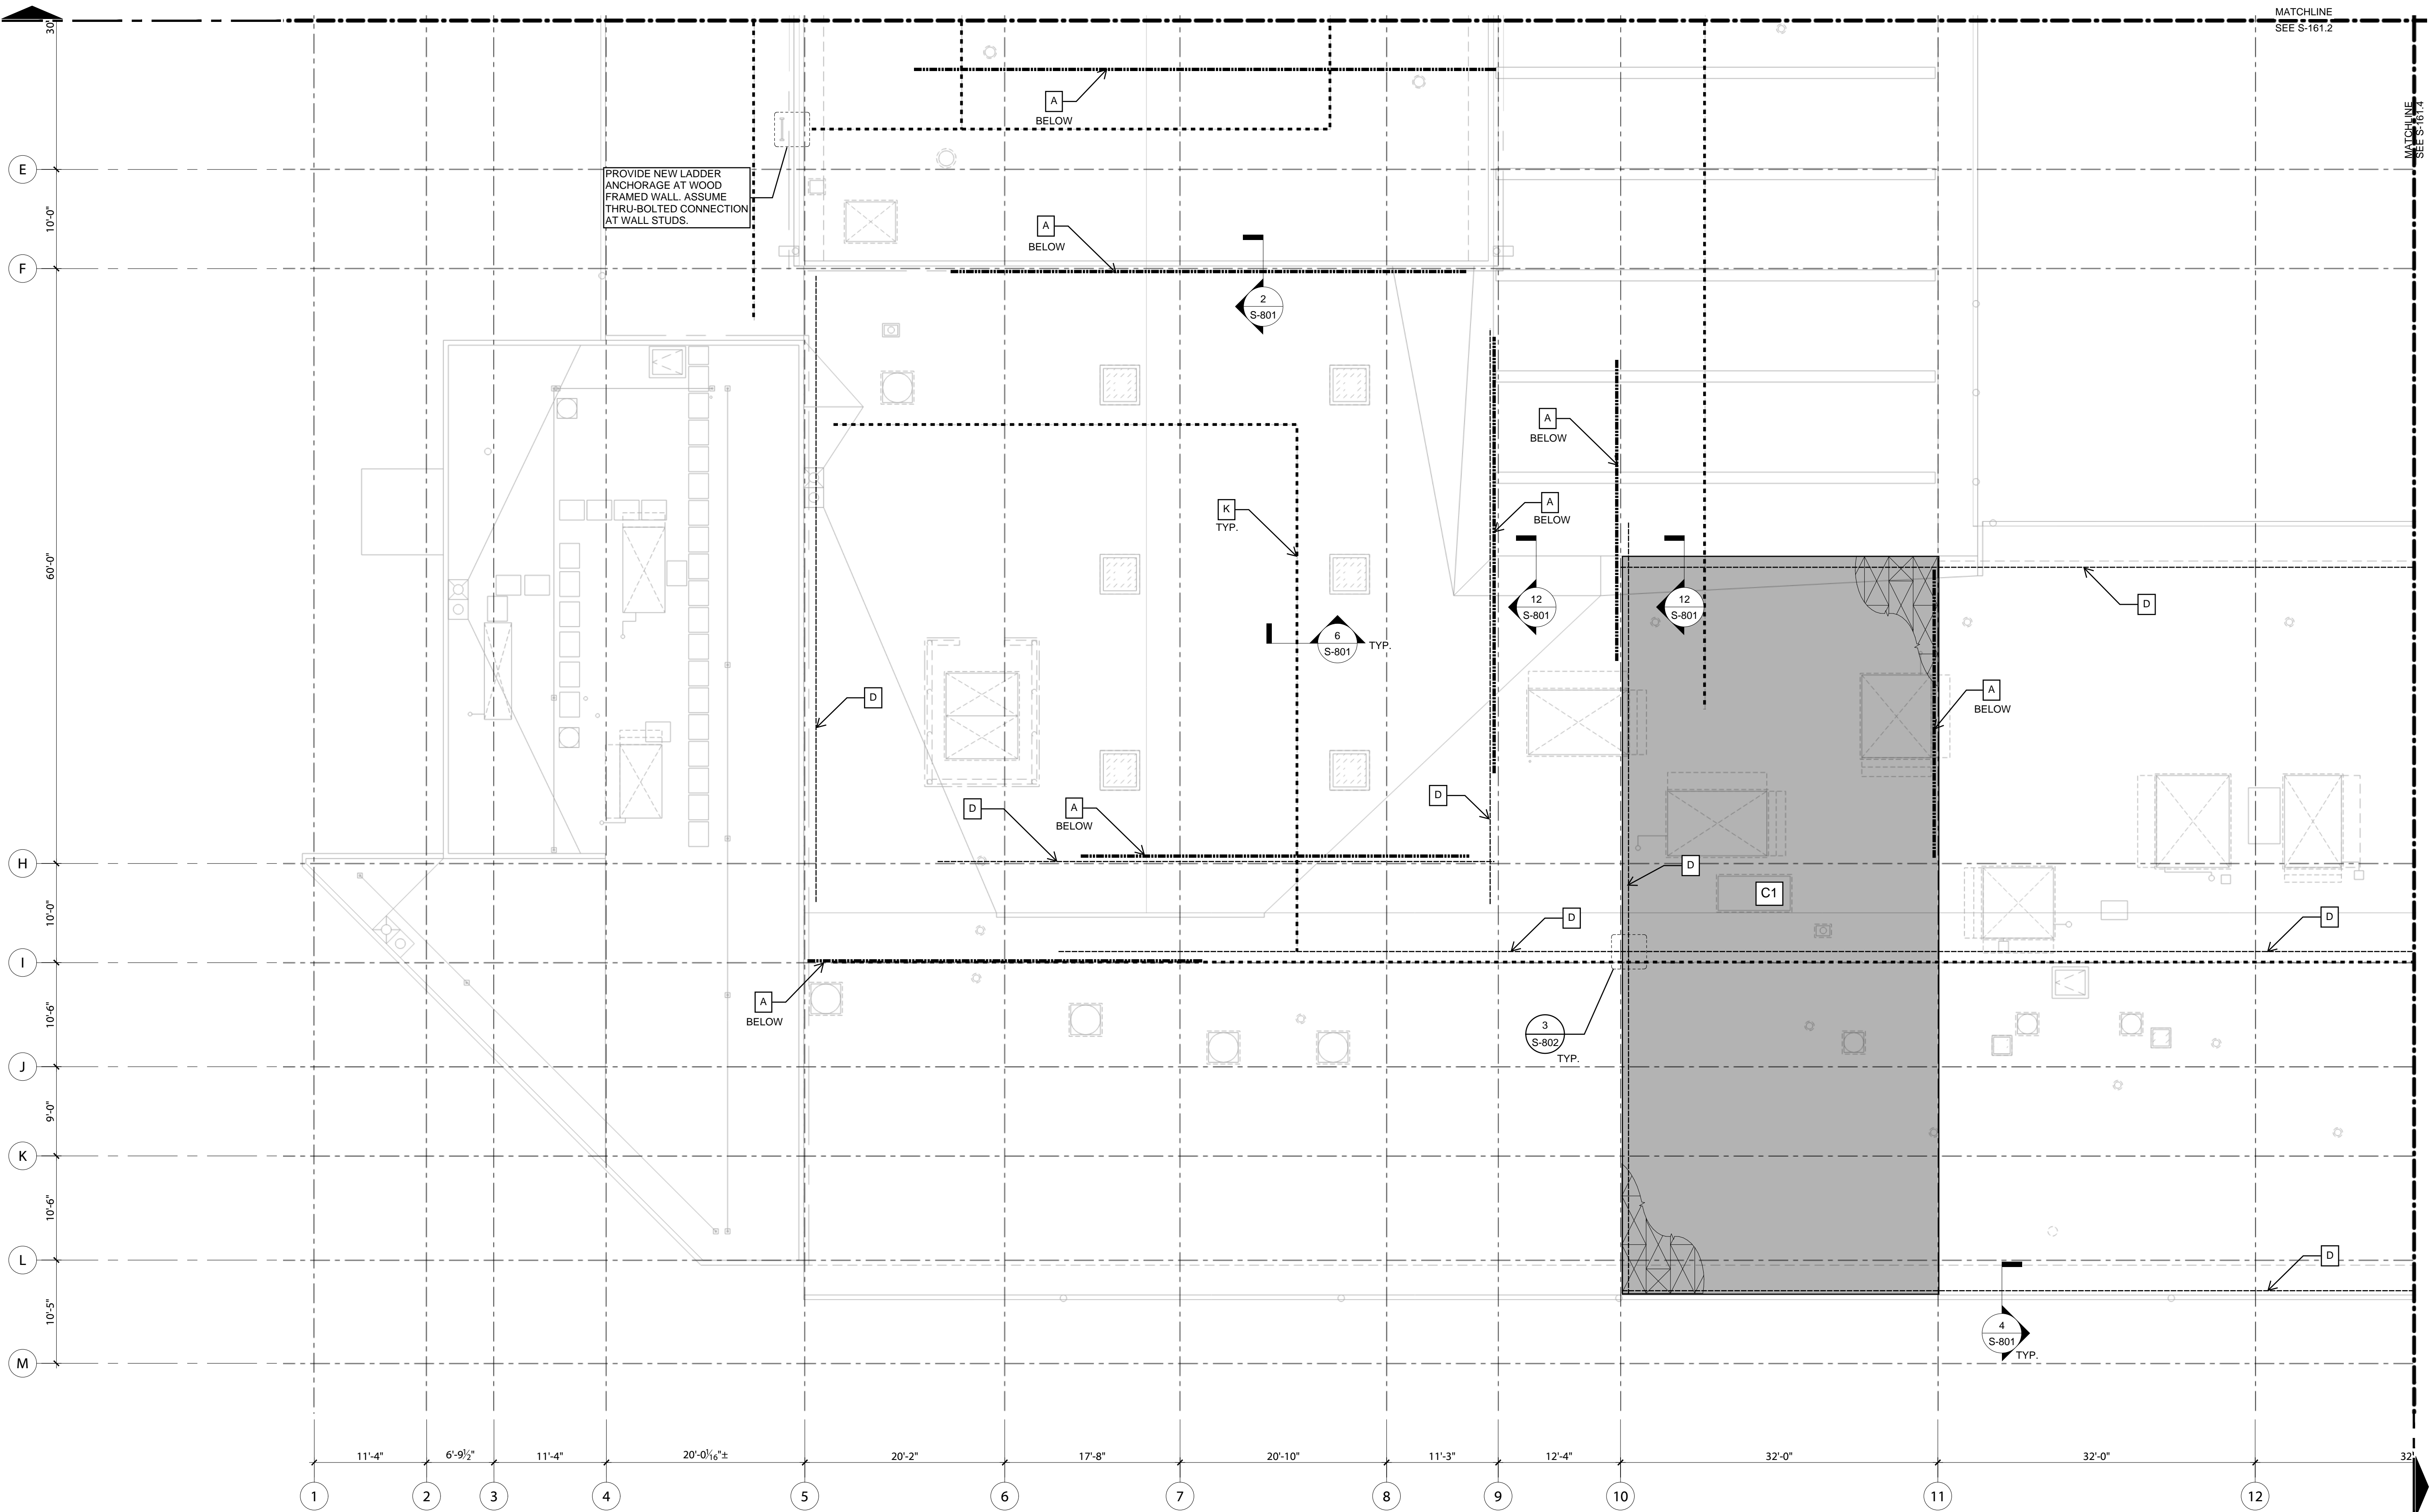 MATCHLINE
SEE S-161.2
MATCHLINE
SEE S-161.4
A
BELOW
E
PROVIDE NEW LADDER
ANCHORAGE AT WOOD
FRAMED WALL. ASSUME
THRU-BOLTED CONNECTION
AT WALL STUDS.
10'-0"
A
BELOW
F
2
S-801
A
BELOW
K
TYP.
A
BELOW
60'-0"
12
S-801
12
S-801
D
6
S-801
TYP.
D
A
BELOW
D
A
BELOW
D
H
D
C1
10'-0"
D
D
I
A
BELOW
10'-6"
3
S-802
TYP.
J
9'-0"
K
10'-6"
L
D
10'-5"
4
S-801
TYP.
M
11'-4"
6'-9½"
11'-4"
20'-0⅟16"±
20'-2"
17'-8"
20'-10"
11'-3"
12'-4"
32'-0"
32'-0"
1
2
3
4
5
6
7
8
9
10
11
12